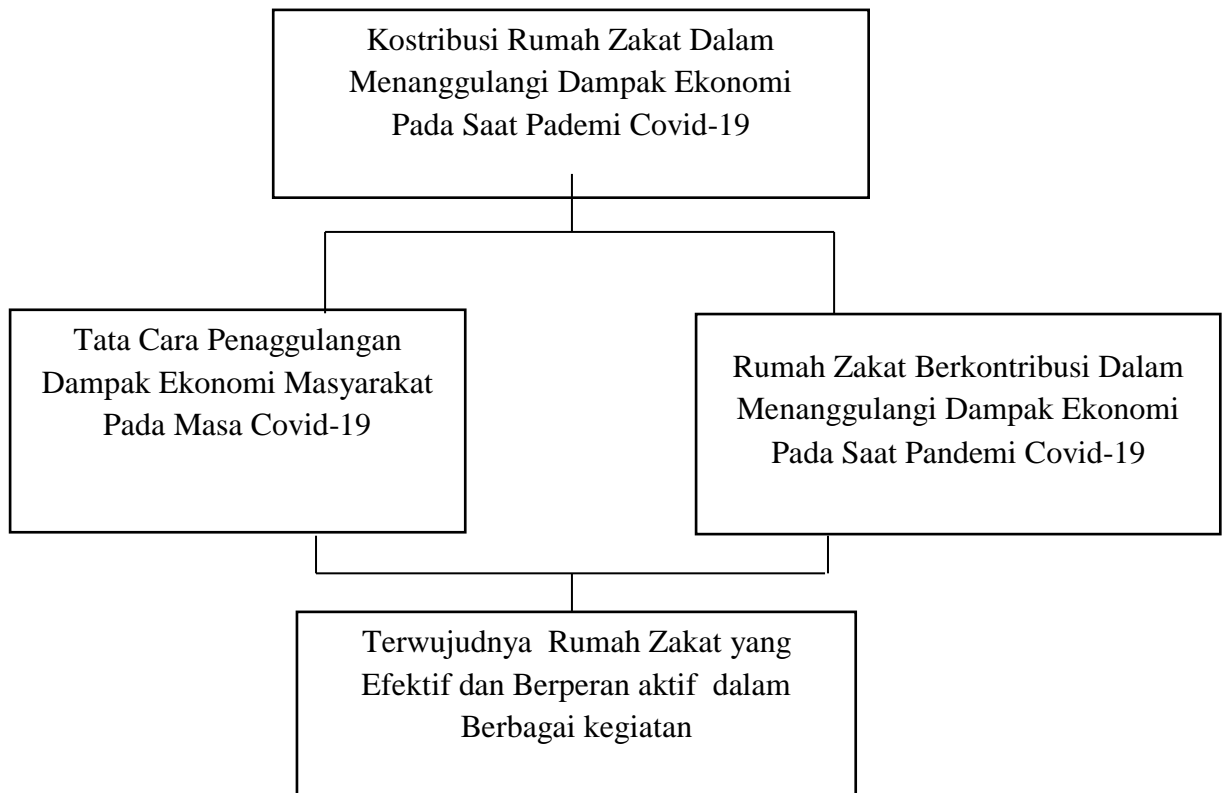 Kostribusi Rumah Zakat Dalam
Menanggulangi Dampak Ekonomi
Pada Saat Pademi Covid-19
Tata Cara Penaggulangan
Dampak Ekonomi Masyarakat
Pada Masa Covid-19
Rumah Zakat Berkontribusi Dalam
Menanggulangi Dampak Ekonomi
Pada Saat Pandemi Covid-19
Terwujudnya Rumah Zakat yang
Efektif dan Berperan aktif dalam
Berbagai kegiatan